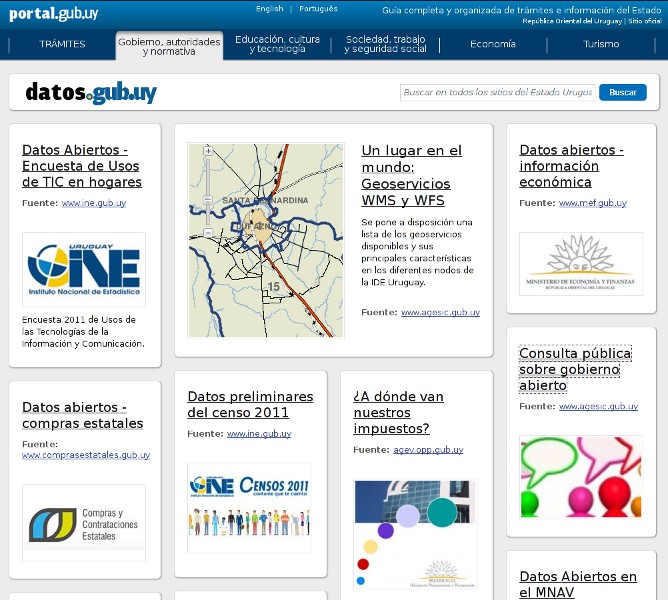 portal.gub.uy
English | Português
Guía completa y organizada de trámites e información del Estado
República Oriental del Uruguay | Sitio oficial
TRÁMITES
Gobierno, autoridades
y normativa
Educación, cultura
y tecnología
Sociedad, trabajo
y seguridad social
Economía
Turismo
datos.gub.uy
Buscar en todos los sitios del Estado Urugua
Buscar
Datos Abiertos -
Encuesta de Usos
de TIC en hogares
Fuente: www.ine.gub.uy
URUGUAY
INE
Instituto Nacional de Estadística
Encuesta 2011 de Usos de
las Tecnologías de la
Información y Comunicación.
SANTA BERNARDINA
DURAZNO
15
Un lugar en el
mundo:
Geoservicios
WMS y WFS
Se pone a disposición una
lista de los geoservicios
disponibles y sus
principales características
en los diferentes nodos de
la IDE Uruguay.
Fuente: www.agesic.gub.uy
Datos abiertos -
información
económica
Fuente: www.mef.gub.uy
MINISTERIO DE ECONOMÍA Y FINANZAS
REPÚBLICA ORIENTAL DEL URUGUAY
Consulta pública
sobre gobierno
abierto
Fuente: www.agesic.gub.uy
Datos abiertos -
compras estatales
Fuente:
www.comprasestatales.gub.uy
Compras y
Contrataciones
Estatales
Datos preliminares
del censo 2011
Fuente: www.ine.gub.uy
INE
CENSOS 2011
contame que te cuento
¿A dónde van
nuestros
impuestos?
Fuente: agev.opp.gub.uy
PRESIDENCIA
Oficina de Planeamiento y Presupuesto
Datos Abiertos en
el MNAV